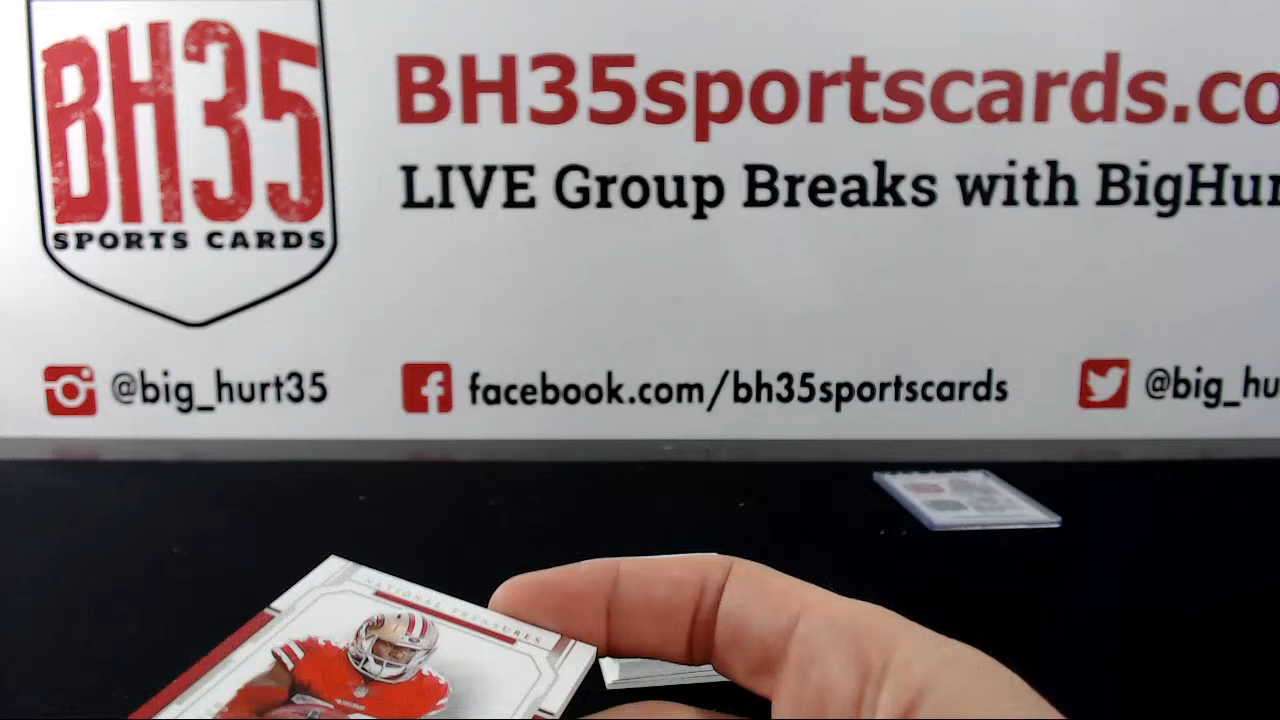 BH35
SPORTS CARDS
BH35sportscards.co
LIVE Group Breaks with BigHur
@big_hurt35
facebook.com/bh35sportscards
@big_hu
NATIONAL TREASURES